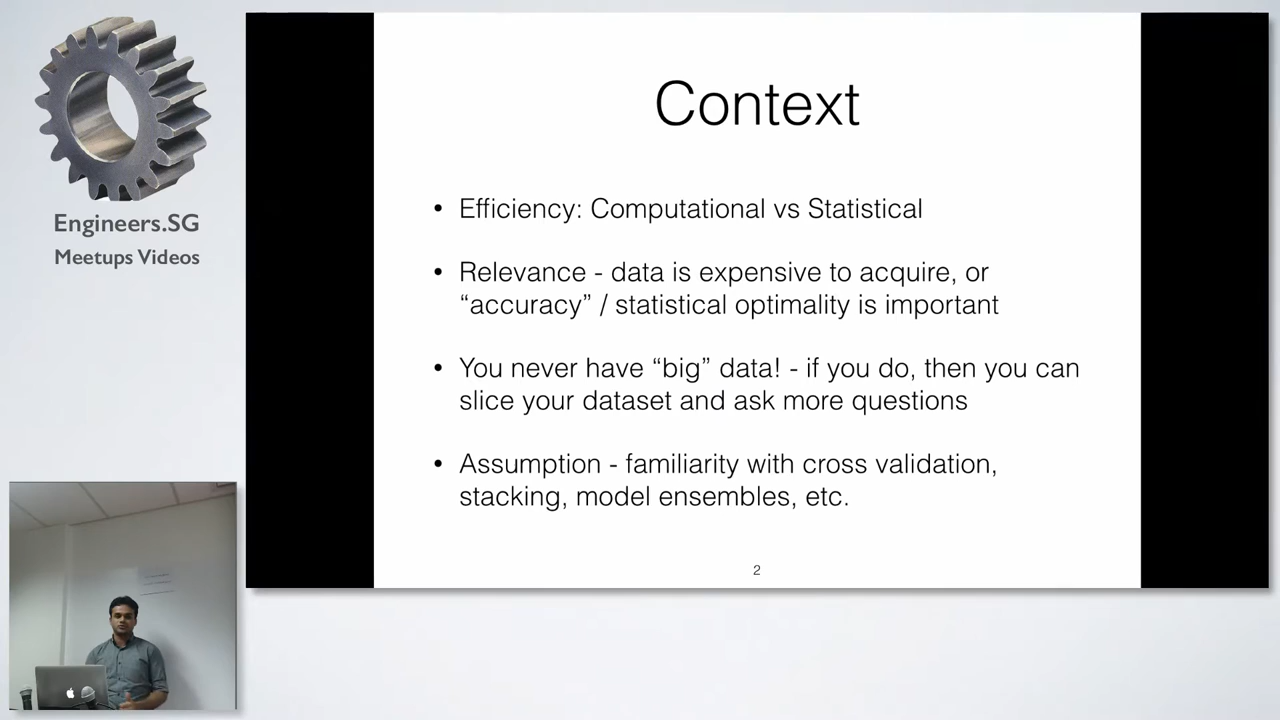 Engineers.SG
Meetups Videos
Context
• Efficiency: Computational vs Statistical
• Relevance - data is expensive to acquire, or
“accuracy” / statistical optimality is important
• You never have “big” data! - if you do, then you can
slice your dataset and ask more questions
• Assumption - familiarity with cross validation,
stacking, model ensembles, etc.
2